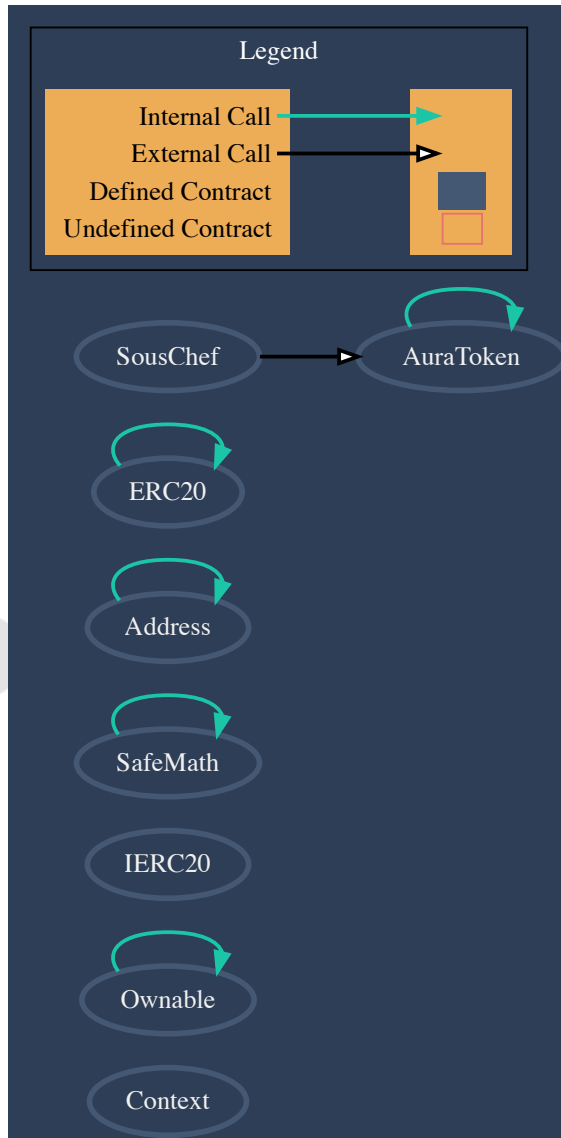 Legend
Internal Call
External Call
Defined Contract
Undefined Contract
SousChef
AuraToken
ERC20
Address
SafeMath
IERC20
Ownable
Context